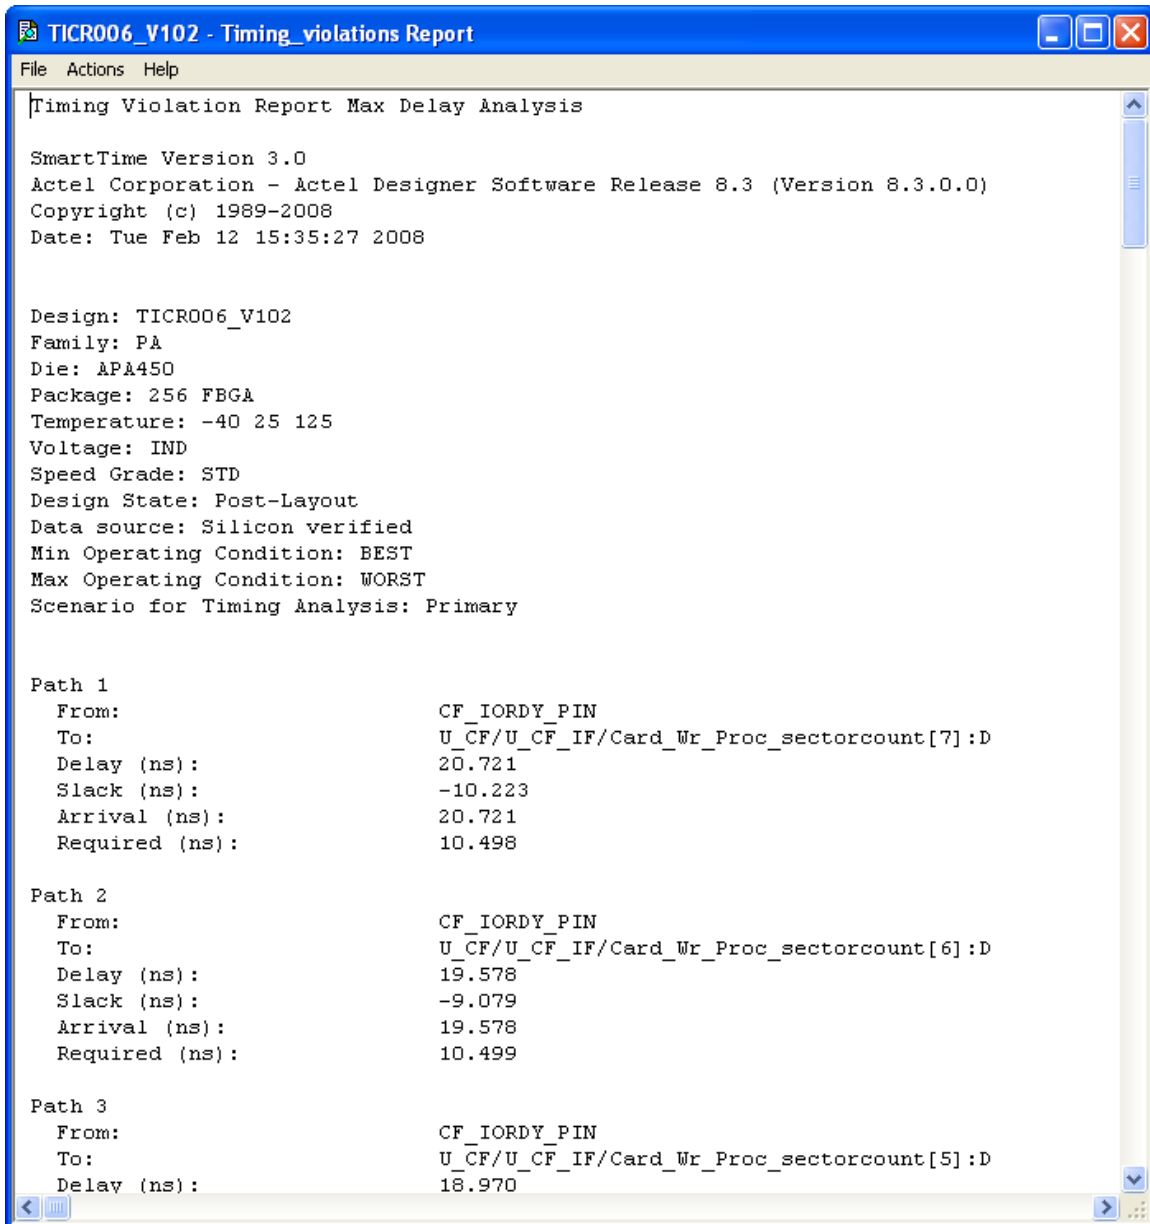 TICR006_V102 - Timing_violations Report
File Actions Help
Timing Violation Report Max Delay Analysis
SmartTime Version 3.0
Actel Corporation - Actel Designer Software Release 8.3 (Version 8.3.0.0)
Copyright (c) 1989-2008
Date: Tue Feb 12 15:35:27 2008
Design: TICR006_V102
Family: PA
Die: APA450
Package: 256 FBGA
Temperature: -40 25 125
Voltage: IND
Speed Grade: STD
Design State: Post-Layout
Data source: Silicon verified
Min Operating Condition: BEST
Max Operating Condition: WORST
Scenario for Timing Analysis: Primary
Path 1
From: CF_IORDY_PIN
To: U_CF/U_CF_IF/Card_Wr_Proc_sectorcount[7]:D
Delay (ns): 20.721
Slack (ns): -10.223
Arrival (ns): 20.721
Required (ns): 10.498
Path 2
From: CF_IORDY_PIN
To: U_CF/U_CF_IF/Card_Wr_Proc_sectorcount[6]:D
Delay (ns): 19.578
Slack (ns): -9.079
Arrival (ns): 19.578
Required (ns): 10.499
Path 3
From: CF_IORDY_PIN
To: U_CF/U_CF_IF/Card_Wr_Proc_sectorcount[5]:D
Delay (ns): 18.970